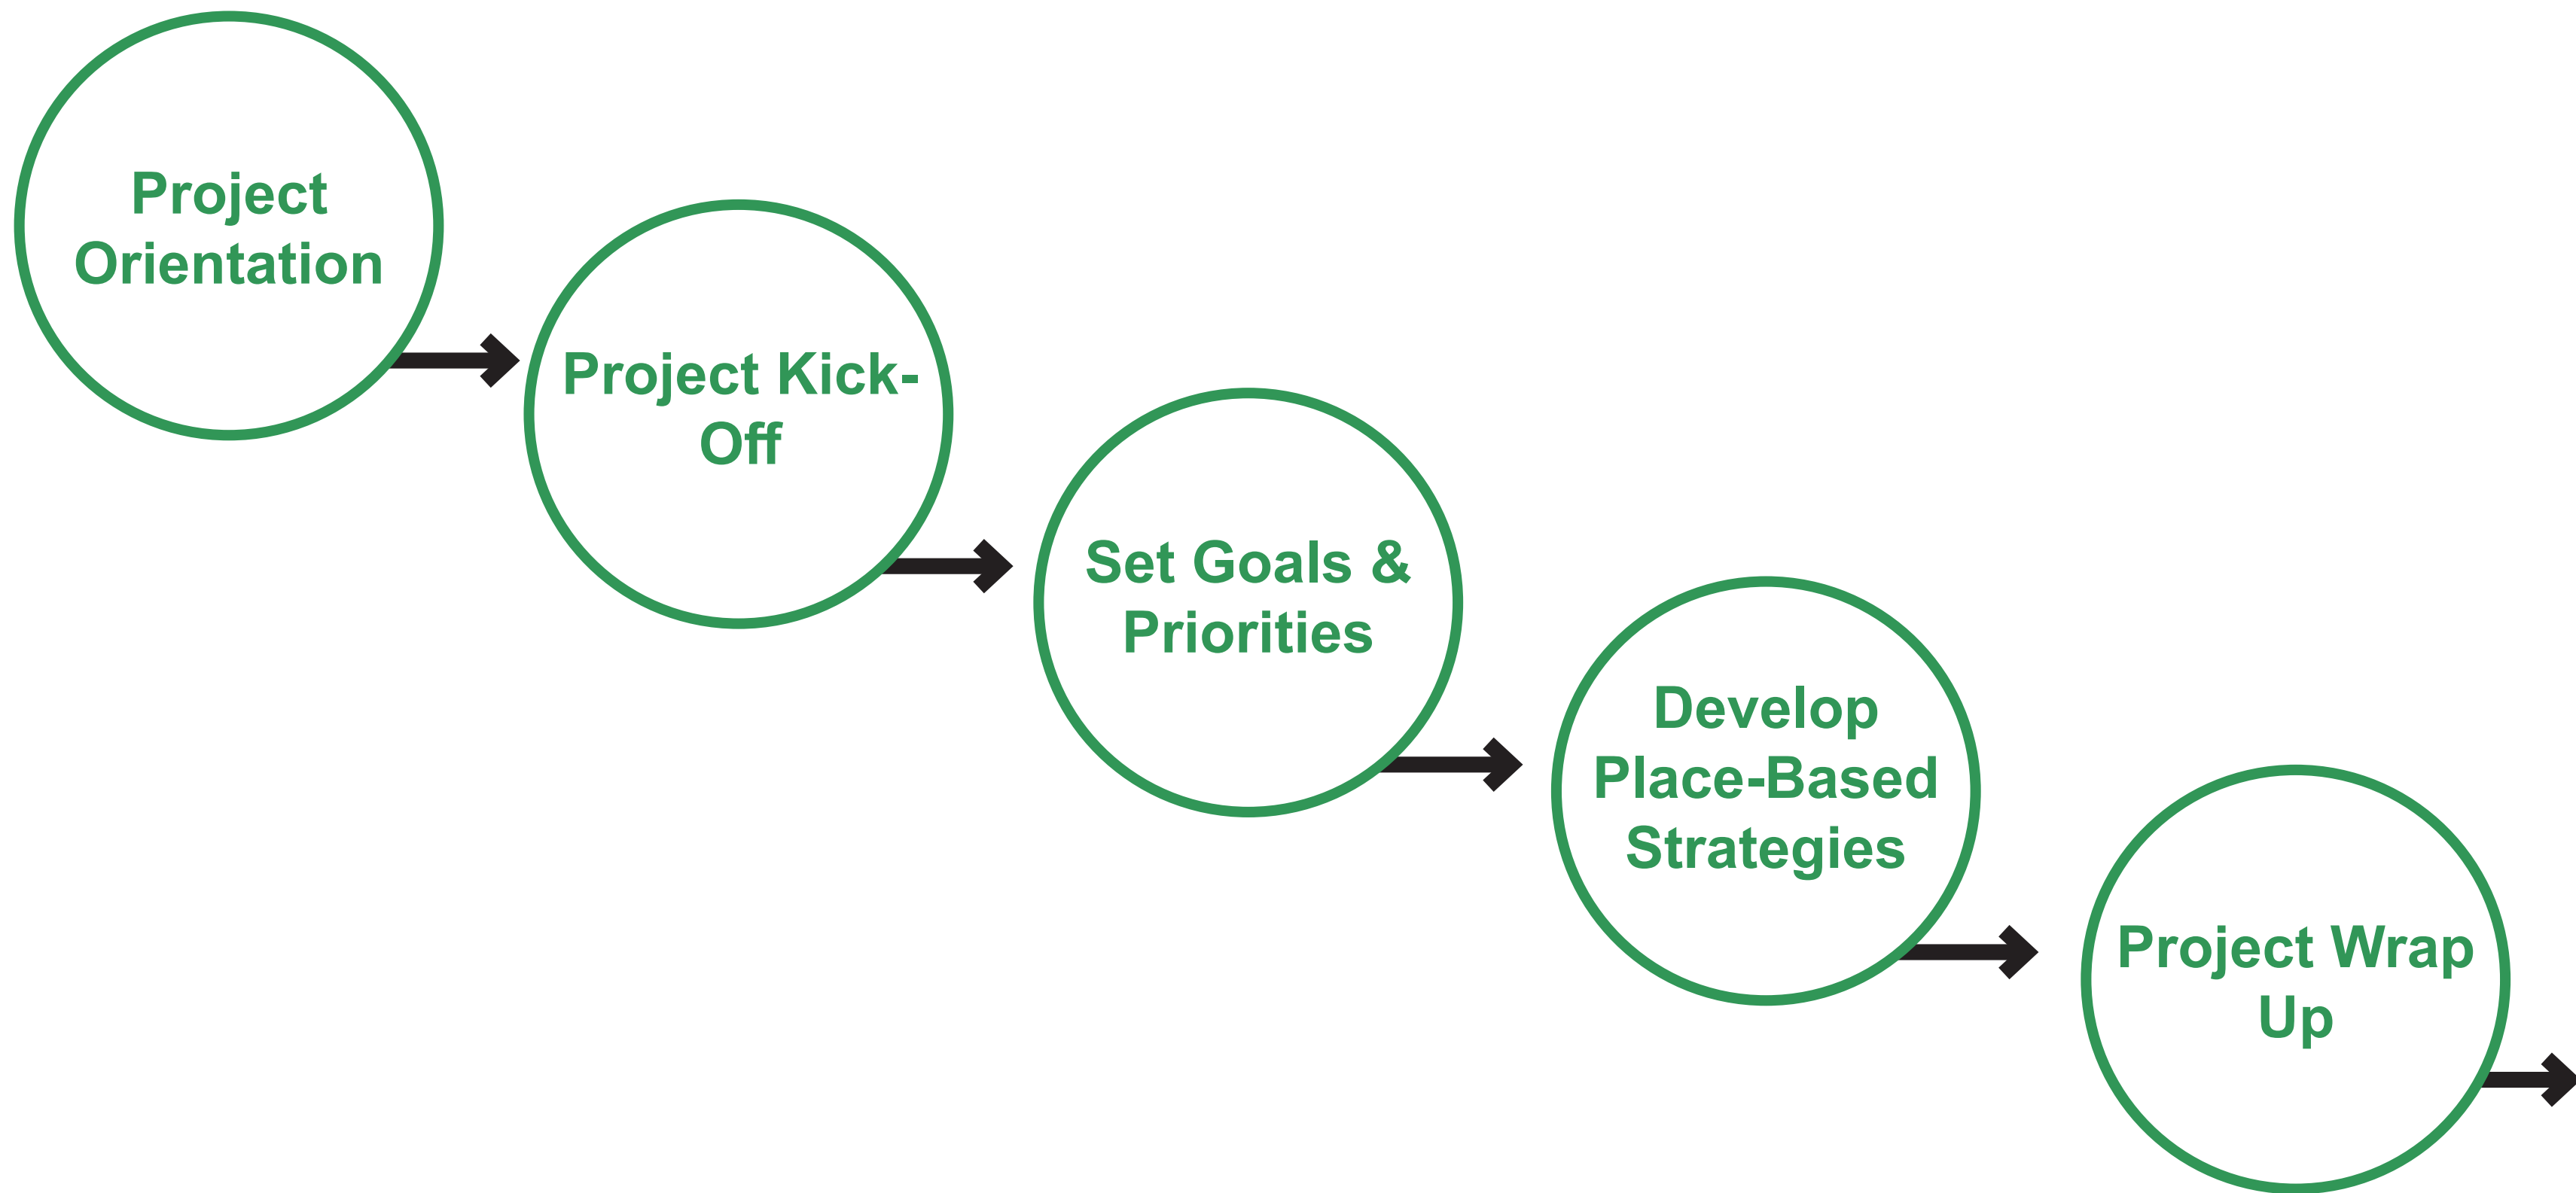 Project
Orientation
Project Kick-
Off
Set Goals &
Priorities
Develop
Place-Based
Strategies
Project Wrap
Up